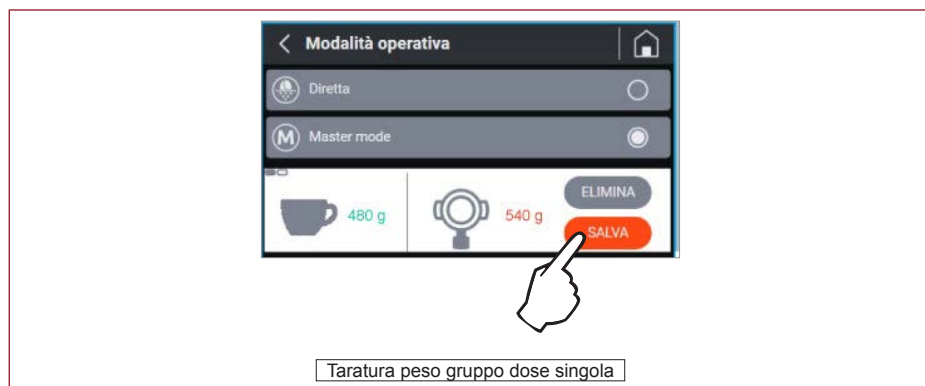 Modalità operativa
Diretta
M Master mode
480 g
540 g
ELIMINA
SALVA
Taratura peso gruppo dose singola